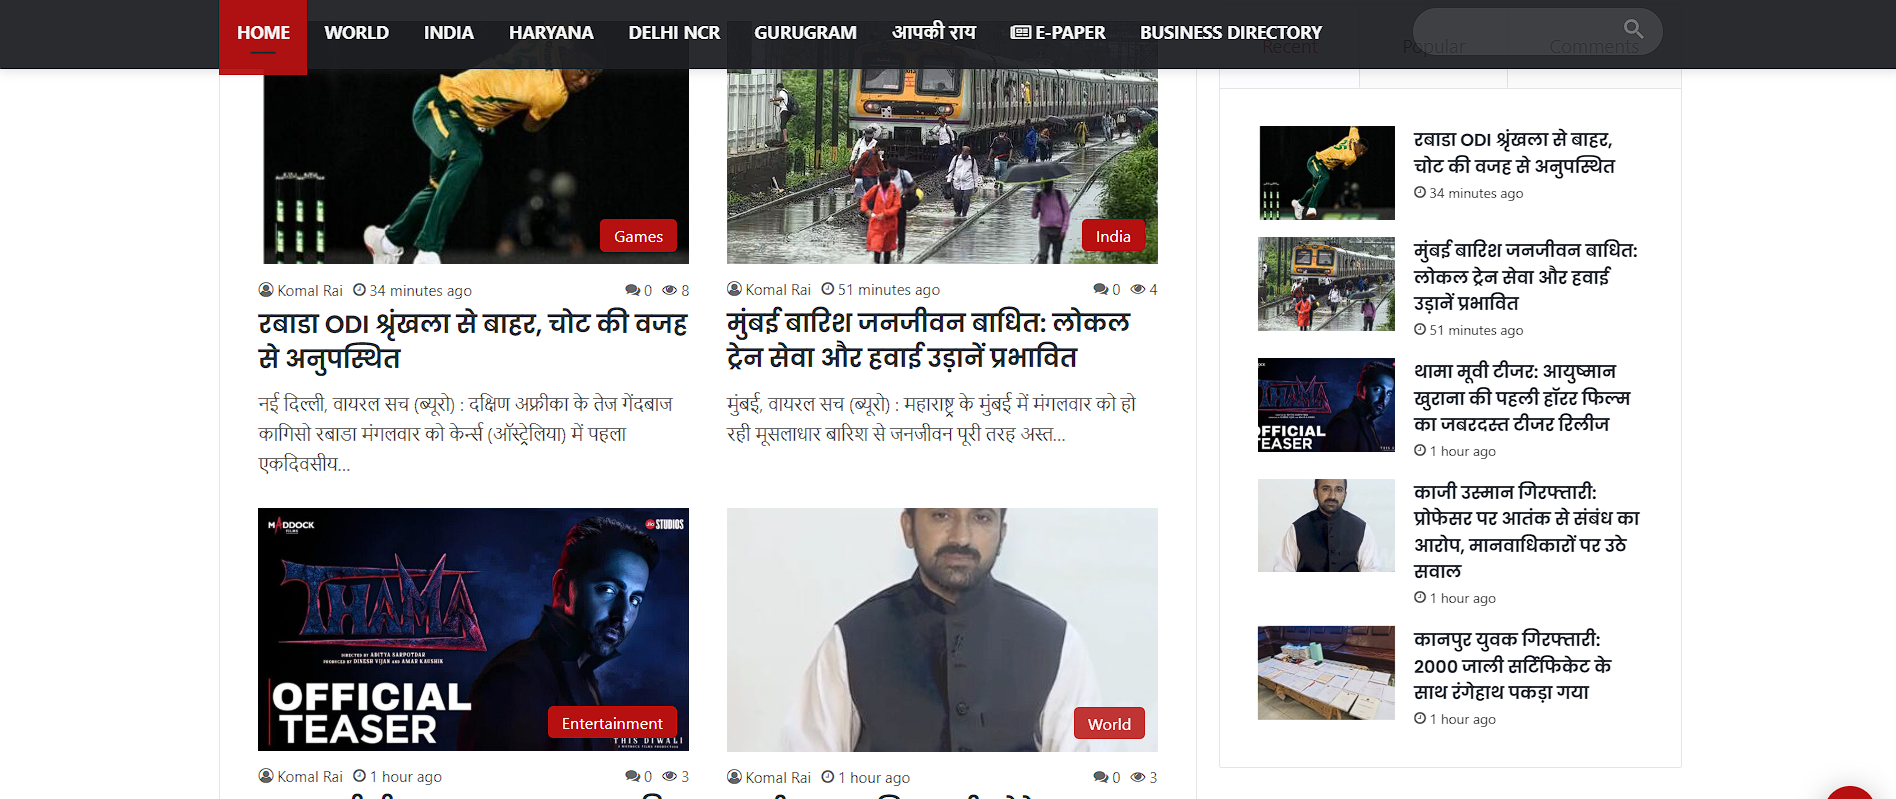 HOME WORLD INDIA HARYANA DELHI NCR GURUGRAM आपकी राय E-PAPER BUSINESS DIRECTORY
Recent Popular Comments
Games
Komal Rai 34 minutes ago 0 8
रबाडा ODI श्रृंखला से बाहर, चोट की वजह
से अनुपस्थित
नई दिल्ली, वायरल सच (ब्यूरो) : दक्षिण अफ्रीका के तेज गेंदबाज
कागिसो रबाडा मंगलवार को केर्न्स (ऑस्ट्रेलिया) में पहला
एकदिवसीय...
India
Komal Rai 51 minutes ago 0 4
मुंबई बारिश जनजीवन बाधित: लोकल
ट्रेन सेवा और हवाई उड़ानें प्रभावित
मुंबई, वायरल सच (ब्यूरो) : महाराष्ट्र के मुंबई में मंगलवार को हो
रही मूसलाधार बारिश से जनजीवन पूरी तरह अस्त...
MADDOCK
FILMS
JIO STUDIOS
THAMA
DIRECTED BY ADITYA SARPOTDAR
PRODUCED BY DINESH VIJAN AND AMAR KAUSHIK
OFFICIAL
TEASER
Entertainment
THIS DIWALI
Komal Rai 1 hour ago 0 3
World
Komal Rai 1 hour ago 0 3
रबाडा ODI श्रृंखला से बाहर,
चोट की वजह से अनुपस्थित
34 minutes ago
मुंबई बारिश जनजीवन बाधित:
लोकल ट्रेन सेवा और हवाई
उड़ानें प्रभावित
51 minutes ago
THAMA
OFFICIAL
TEASER
थामा मूवी टीजर: आयुष्मान
खुराना की पहली हॉरर फिल्म
का जबरदस्त टीजर रिलीज
1 hour ago
काजी उस्मान गिरफ्तारी:
प्रोफेसर पर आतंक से संबंध का
आरोप, मानवाधिकारों पर उठे
सवाल
1 hour ago
कानपुर युवक गिरफ्तारी:
2000 जाली सर्टिफिकेट के
साथ रंगेहाथ पकड़ा गया
1 hour ago